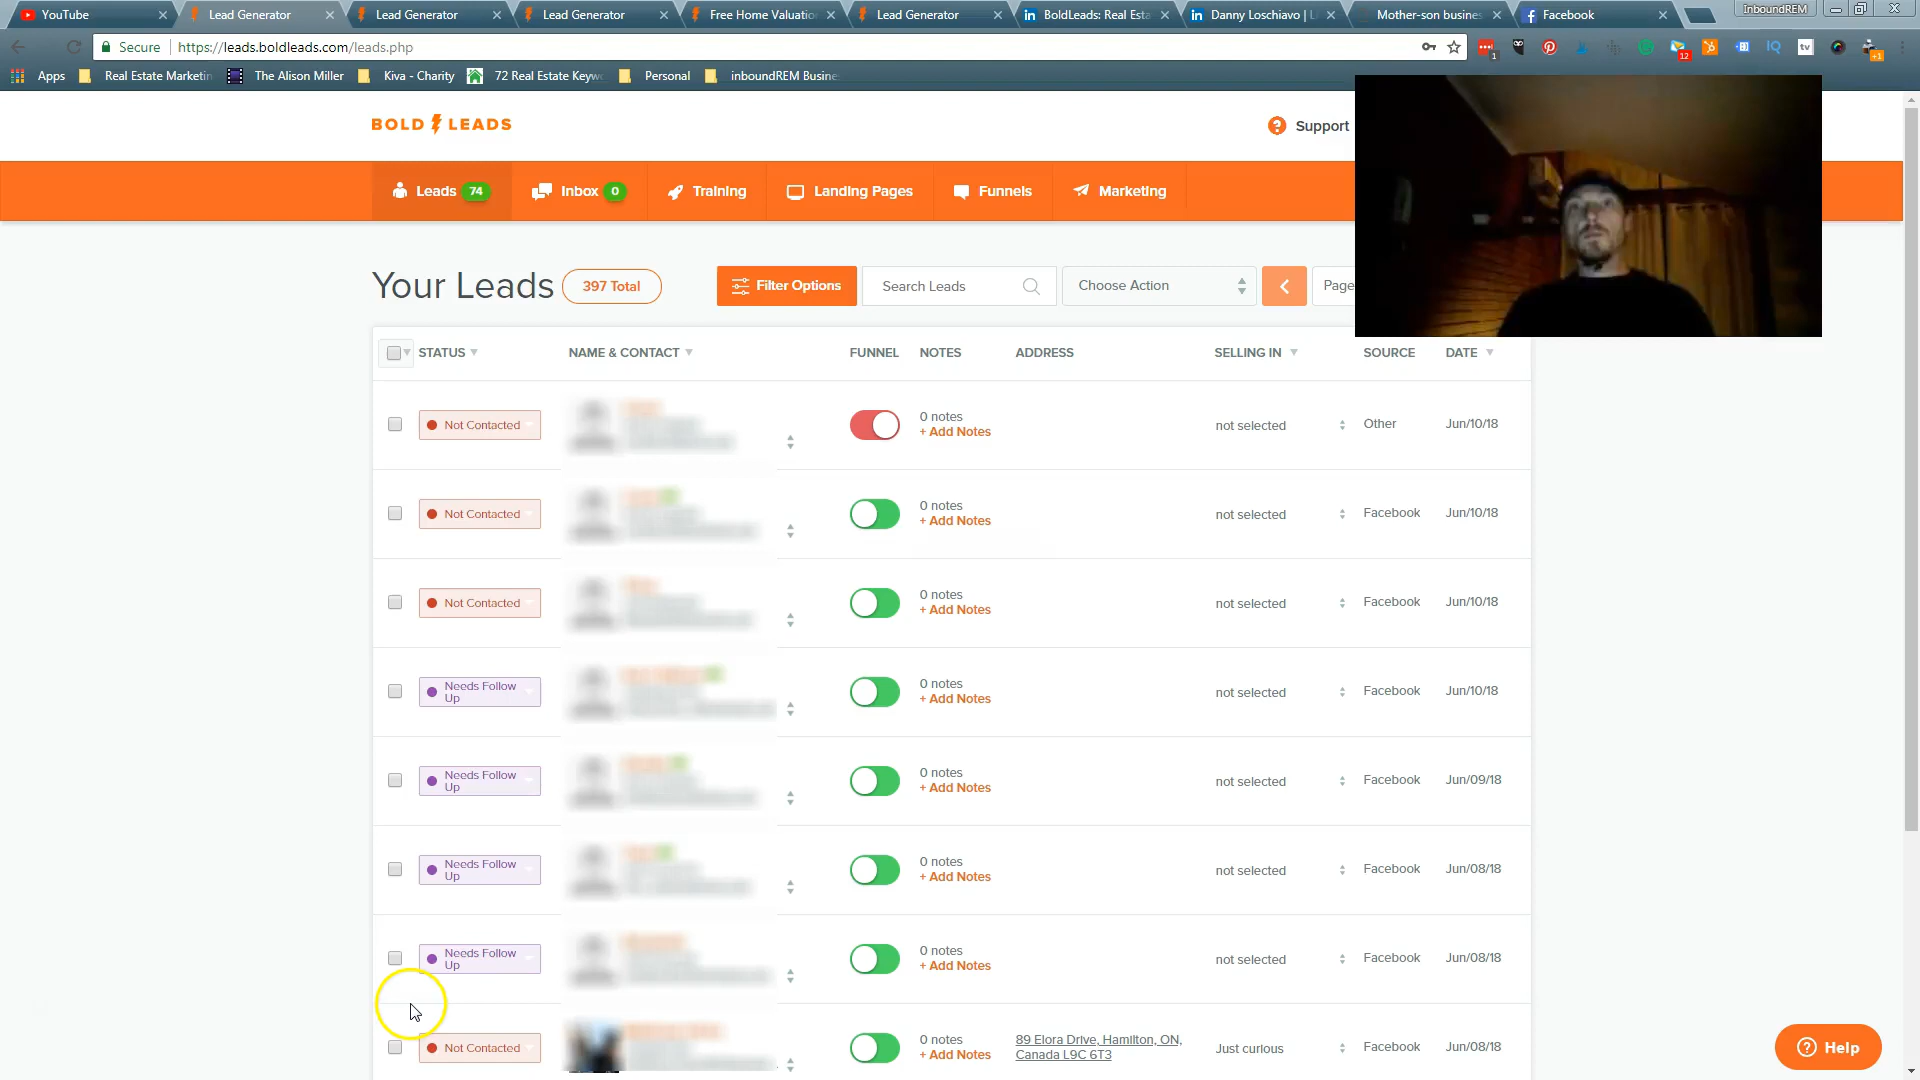 YouTube
Lead Generator
Lead Generator
Lead Generator
Free Home Valuatio
Lead Generator
BoldLeads: Real Esta
Danny Loschiavo | L
Mother-son busines
Facebook
InboundREM
Secure
https://leads.boldleads.com/leads.php
Apps
Real Estate Marketin
The Alison Miller
Kiva - Charity
72 Real Estate Keyw
Personal
inboundREM Busine
BOLD LEADS
Support
Leads 74
Inbox 0
Training
Landing Pages
Funnels
Marketing
Your Leads
397 Total
Filter Options
Search Leads
Choose Action
Page
STATUS NAME & CONTACT FUNNEL NOTES ADDRESS SELLING IN SOURCE DATE
Not Contacted
0 notes
+ Add Notes
not selected
Other
Jun/10/18
Not Contacted
0 notes
+ Add Notes
not selected
Facebook
Jun/10/18
Not Contacted
0 notes
+ Add Notes
not selected
Facebook
Jun/10/18
Needs Follow
Up
0 notes
+ Add Notes
not selected
Facebook
Jun/10/18
Needs Follow
Up
0 notes
+ Add Notes
not selected
Facebook
Jun/09/18
Needs Follow
Up
0 notes
+ Add Notes
not selected
Facebook
Jun/08/18
Needs Follow
Up
0 notes
+ Add Notes
not selected
Facebook
Jun/08/18
Not Contacted
0 notes
+ Add Notes
89 Elora Drive, Hamilton, ON,
Canada L9C 6T3
Just curious
Facebook
Jun/08/18
Help